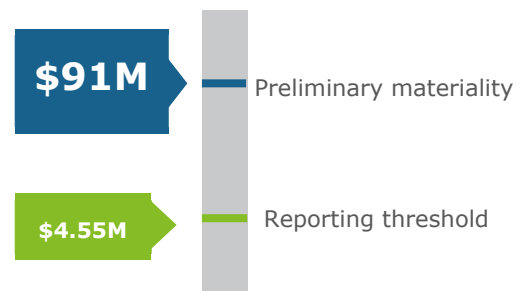 $91M
Preliminary materiality
$4.55M
Reporting threshold